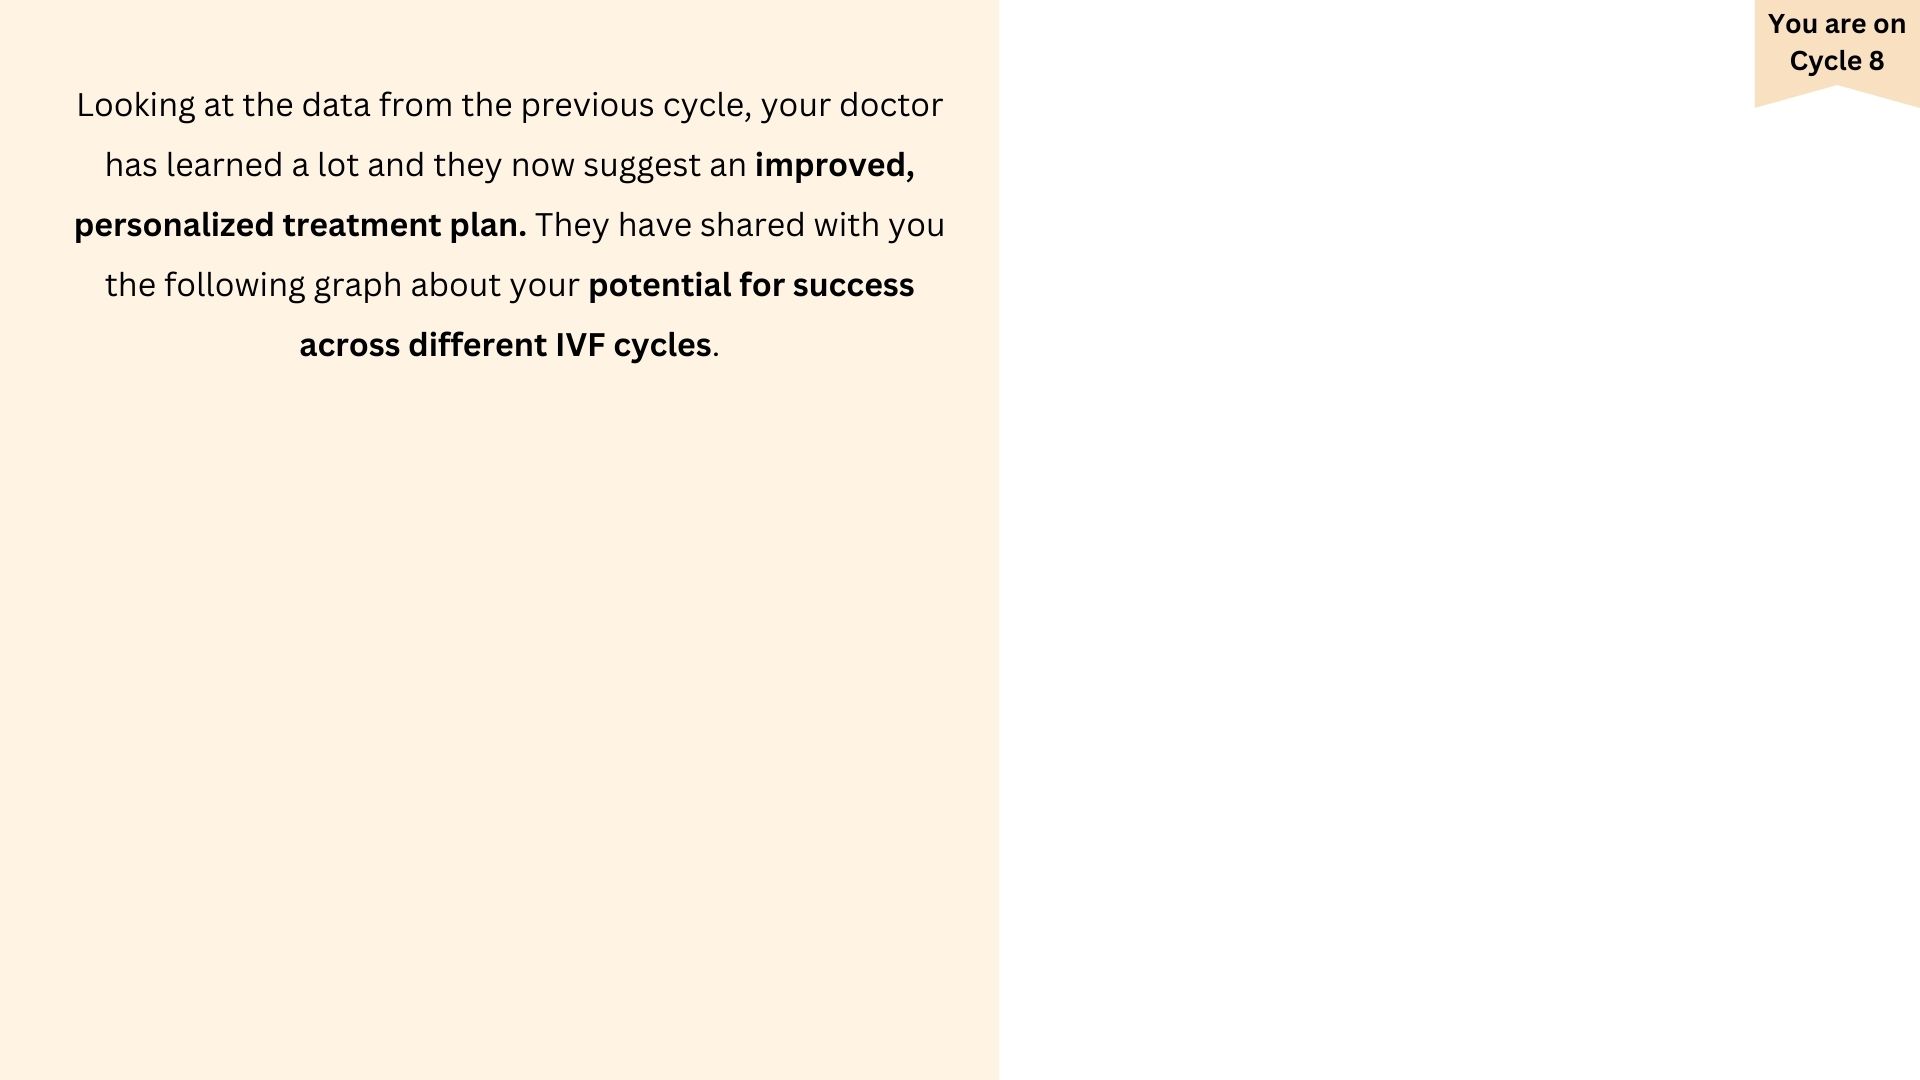 Looking at the data from the previous cycle, your doctor
has learned a lot and they now suggest an improved,
personalized treatment plan. They have shared with you
the following graph about your potential for success
across different IVF cycles.
You are on
Cycle 8